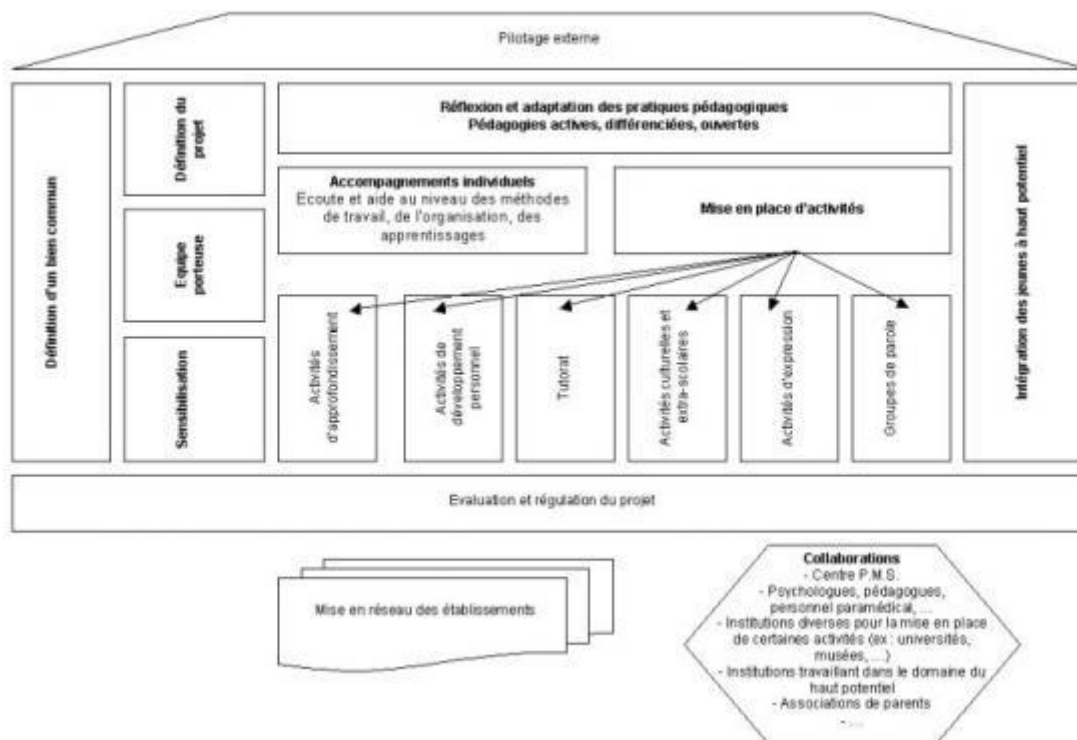 Pilotage externe
Définition d'un bien commun
Définition du
projet
Equipe
porteuse
Sensibilisation
Réflexion et adaptation des pratiques pédagogiques
Pédagogies actives, différenciées, ouvertes
Accompagnements individuels
Ecoute et aide au niveau des méthodes
de travail, de l'organisation, des
apprentissages
Mise en place d'activités
Activités
d'approfondissement
Activités de
développement
personnel
Tutorat
Activités culturelles et
extra-scolaires
Activités d'expression
Groupes de parole
Intégration des jeunes à haut potentiel
Evaluation et régulation du projet
Mise en réseau des établissements
Collaborations
- Centre P.M.S.
- Psychologues, pédagogues,
personnel paramédical, ...
- Institutions diverses pour la mise en place
de certaines activités (ex : universités,
musées, ...)
- Institutions travaillant dans le domaine du
haut potentiel
- Associations de parents
- ...